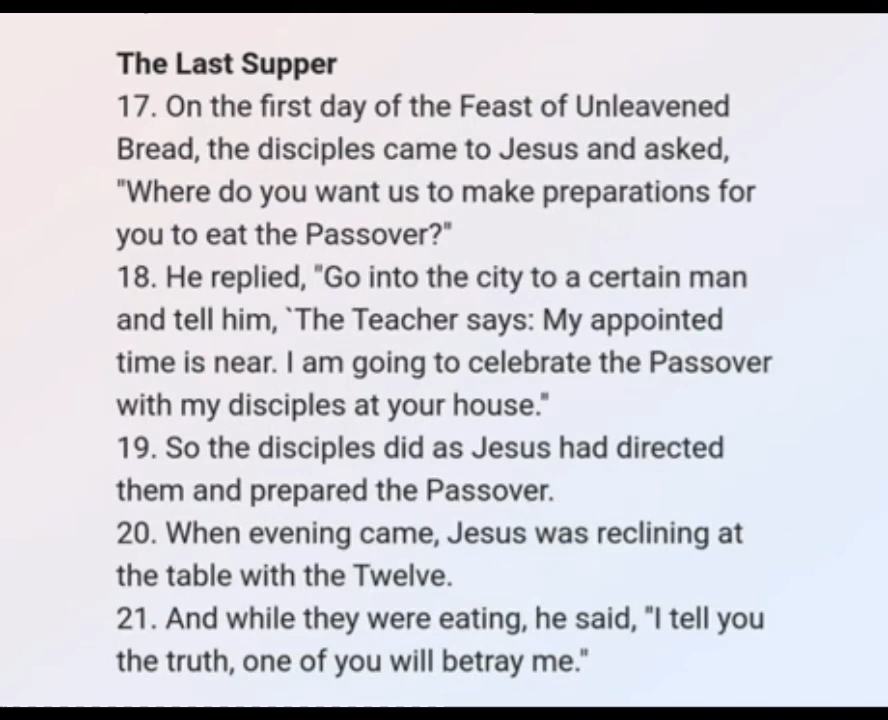 The Last Supper
17. On the first day of the Feast of Unleavened
Bread, the disciples came to Jesus and asked,
"Where do you want us to make preparations for
you to eat the Passover?"
18. He replied, "Go into the city to a certain man
and tell him, `The Teacher says: My appointed
time is near. I am going to celebrate the Passover
with my disciples at your house."
19. So the disciples did as Jesus had directed
them and prepared the Passover.
20. When evening came, Jesus was reclining at
the table with the Twelve.
21. And while they were eating, he said, "I tell you
the truth, one of you will betray me."